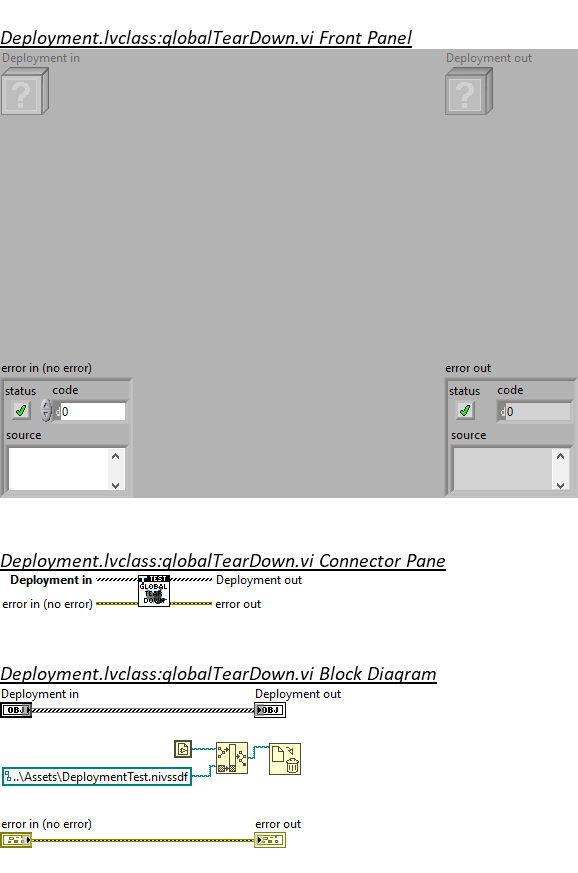 Deployment.lvclass:globalTearDown.vi Front Panel
Deployment in Deployment out
? ?
error in (no error) error out
status code status code
d 0 d 0
source source
Deployment.lvclass:globalTearDown.vi Connector Pane
Deployment in TEST Deployment out
GLOBAL
TEAR
error in (no error) DOWN error out
Deployment.lvclass:globalTearDown.vi Block Diagram
Deployment in Deployment out
OBJ OBJ
..\Assets\DeploymentTest.nivssdf
error in (no error) error out